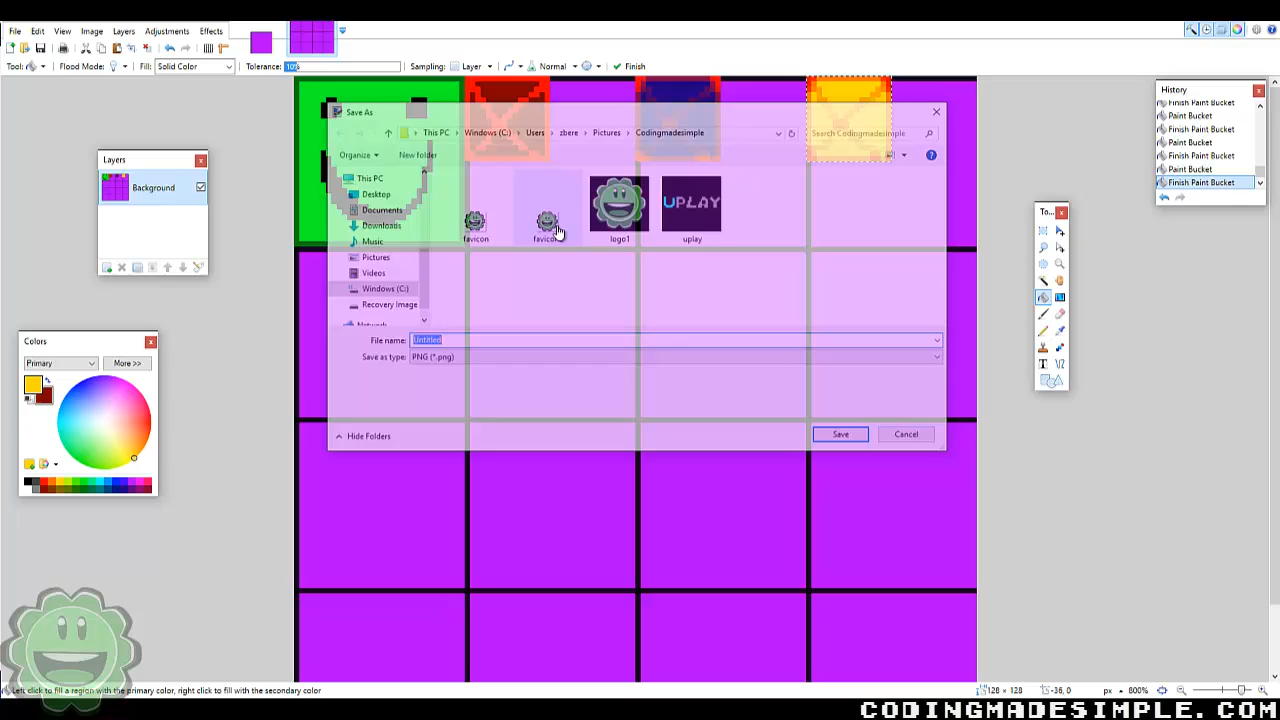 File Edit View Image Layers Adjustments Effects
Tool: Flood Mode: Fill: Solid Color Tolerance: 10% Sampling: Layer Normal Finish
History
Finish Paint Bucket
Paint Bucket
Finish Paint Bucket
Paint Bucket
Finish Paint Bucket
Paint Bucket
Finish Paint Bucket
Layers
Background
Save As
This PC Windows (C:) Users zbere Pictures Codingmadesimple
Search Codingmadesimple
Organize New folder
This PC
Desktop
Documents
Downloads
Music
Pictures
Videos
Windows (C:)
Recovery Image
Network
UPLAY
favicon
logo1
uplay
File name: Untitled
Save as type: PNG (*.png)
Hide Folders
Save Cancel
To...
T
Colors
Primary More >>
Left click to fill a region with the primary color, right click to fill with the secondary color
128 × 128 -36, 0 px 800%
CODINGMADESIMPLE. COM